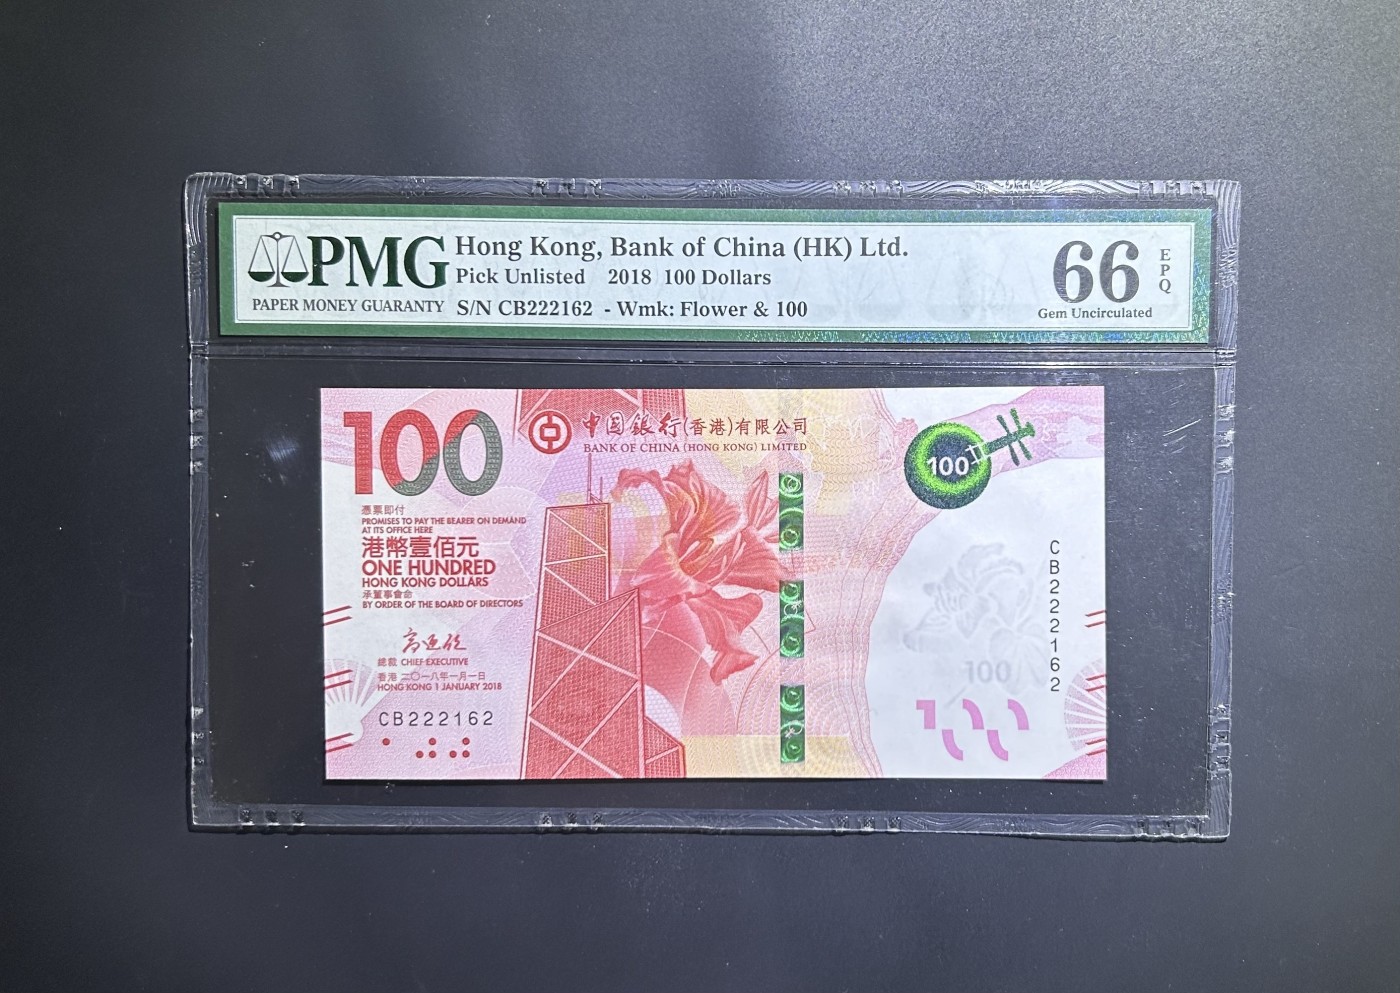 PMG
PAPER MONEY GUARANTY
Hong Kong, Bank of China (HK) Ltd.
Pick Unlisted 2018 100 Dollars
S/N CB222162 - Wmk: Flower & 100
66
EPQ
Gem Uncirculated
100
中国银行(香港)有限公司
BANK OF CHINA (HONG KONG) LIMITED
100
憑票即付
PROMISES TO PAY THE BEARER ON DEMAND
AT ITS OFFICE HERE
港幣壹佰元
ONE HUNDRED
HONG KONG DOLLARS
承董事會命
BY ORDER OF THE BOARD OF DIRECTORS
高迎欣
總裁 CHIEF EXECUTIVE
香港 二〇一八年一月一日
HONG KONG 1 JANUARY 2018
CB222162
CB222162
100